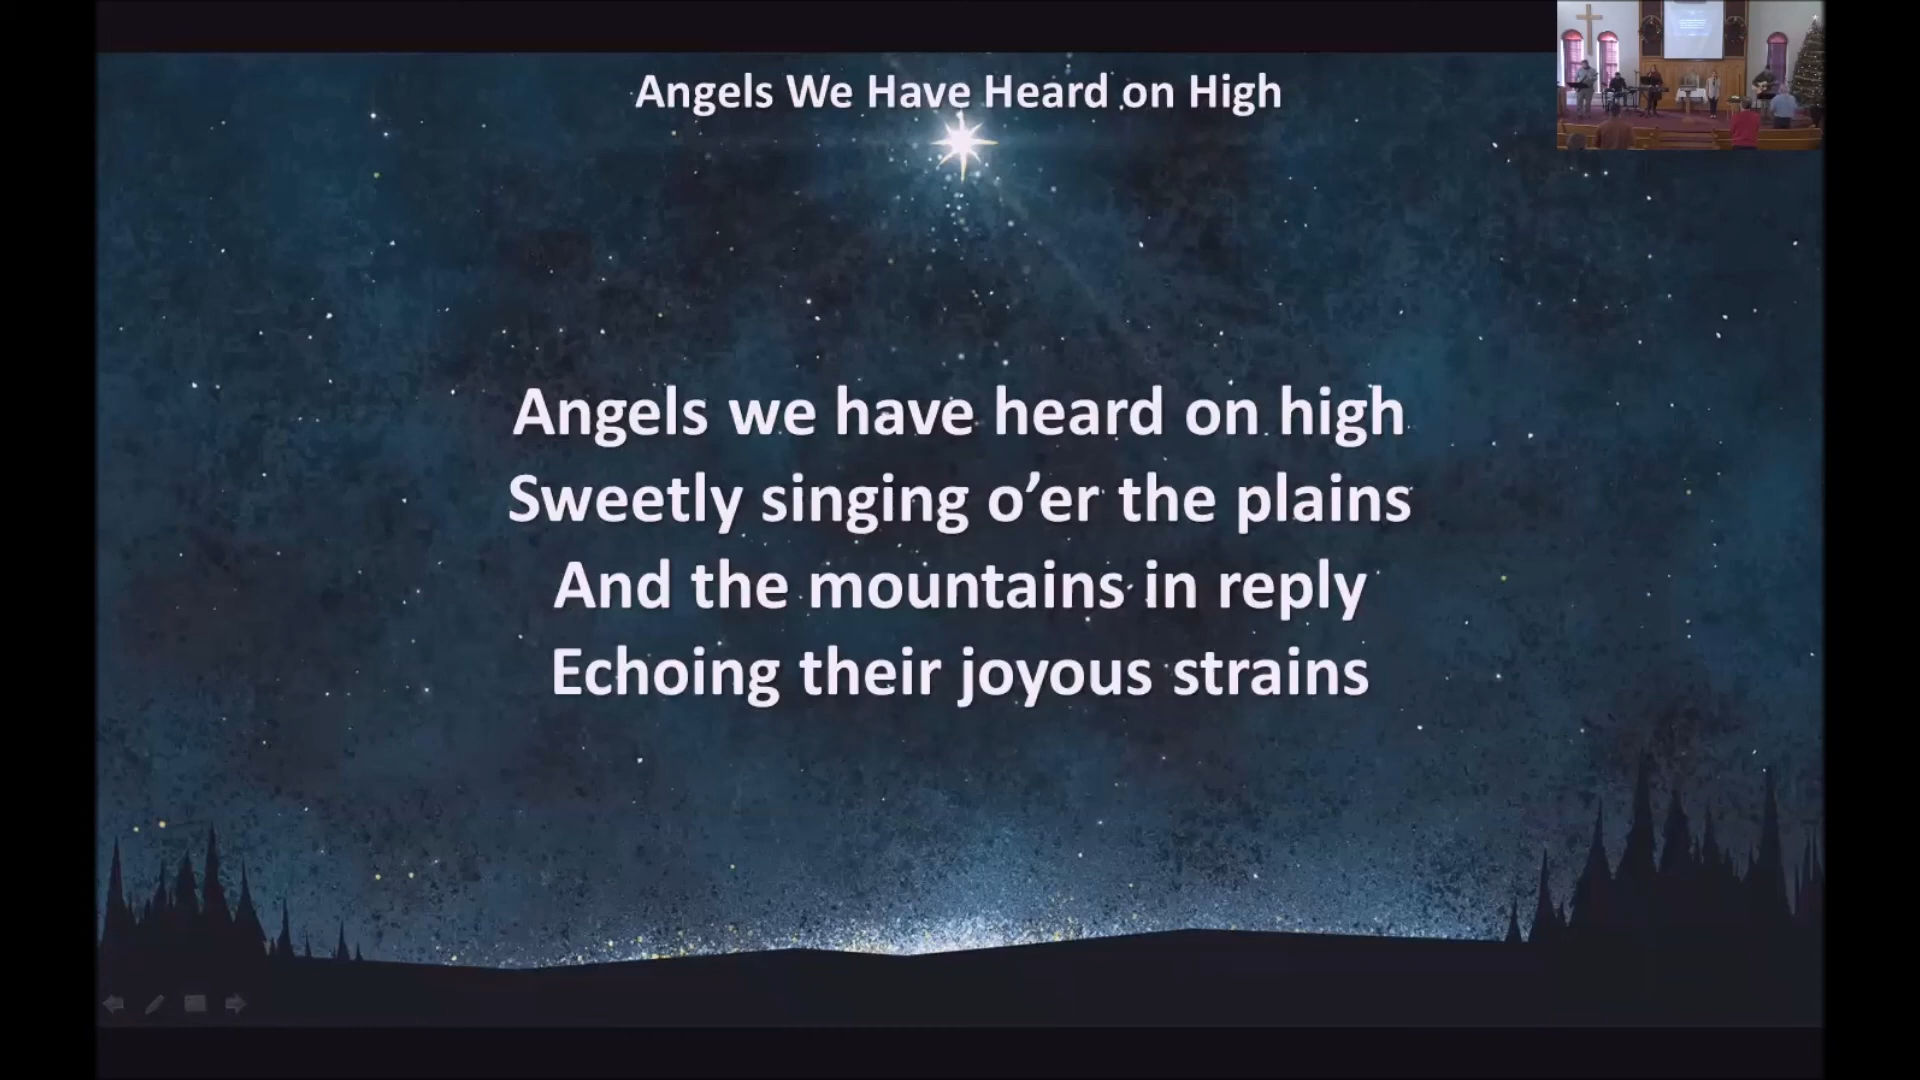 Angels We Have Heard on High
Angels we have heard on high
Sweetly singing o’er the plains
And the mountains in reply
Echoing their joyous strains